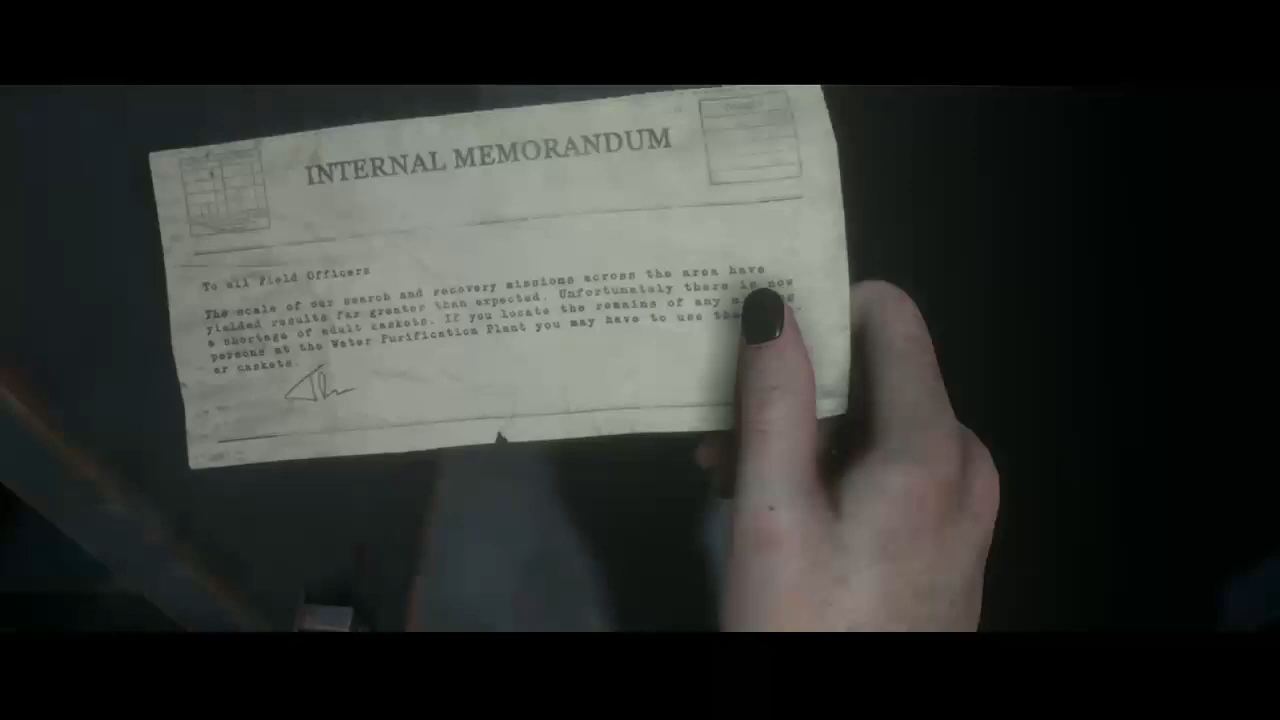 INTERNAL MEMORANDUM
To all Field Officers
The scale of our search and recovery missions across the area have
yielded results far greater than expected. Unfortunately there is now
a shortage of adult caskets. If you locate the remains of any
persons at the Water Purification Plant you may have to use
or caskets.